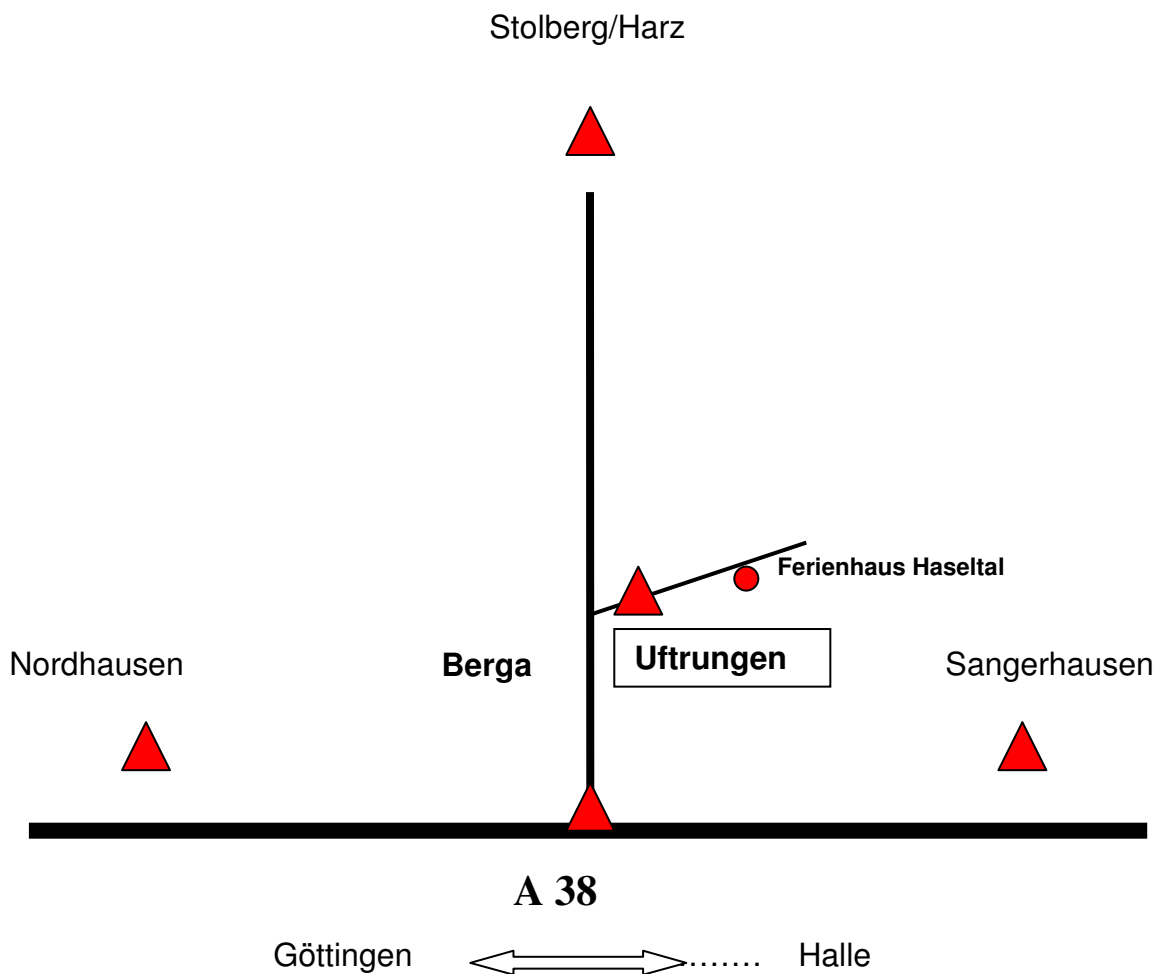 Stolberg/Harz
Ferienhaus Haseltal
Nordhausen
Berga
Uftrungen
Sangerhausen
A 38
Göttingen ....... Halle